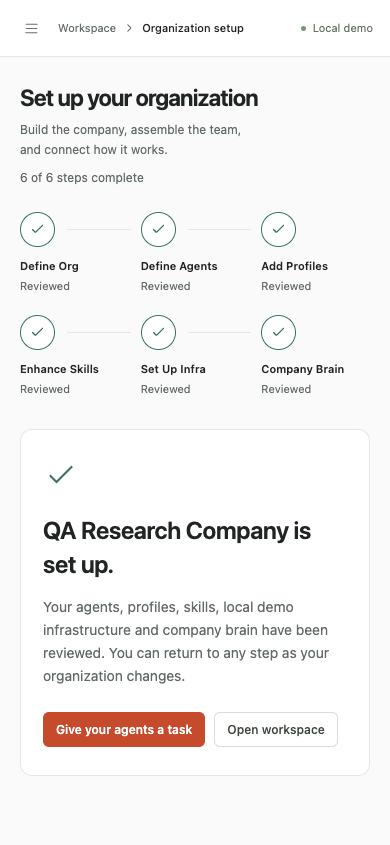 Workspace > Organization setup
Local demo
Set up your organization
Build the company, assemble the team,
and connect how it works.
6 of 6 steps complete
Define Org
Define Agents
Add Profiles
Reviewed
Reviewed
Reviewed
Enhance Skills
Set Up Infra
Company Brain
Reviewed
Reviewed
Reviewed
QA Research Company is
set up.
Your agents, profiles, skills, local demo
infrastructure and company brain have been
reviewed. You can return to any step as your
organization changes.
Give your agents a task
Open workspace